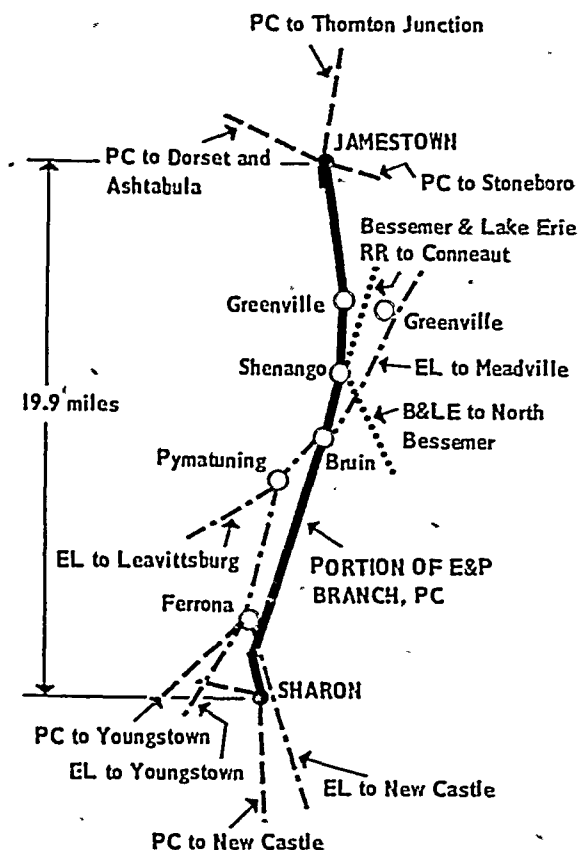 PC to Thornton Junction
JAMESTOWN
PC to Dorset and
Ashtabula
PC to Stoneboro
Bessemer & Lake Erie
RR to Conneaut
Greenville
Greenville
Shenango
EL to Meadville
19.9 miles
B&LE to North
Bessemer
Bruin
Pymatuning
EL to Leavittsburg
PORTION OF E&P
BRANCH, PC
Ferrona
SHARON
PC to Youngstown
EL to Youngstown
EL to New Castle
PC to New Castle